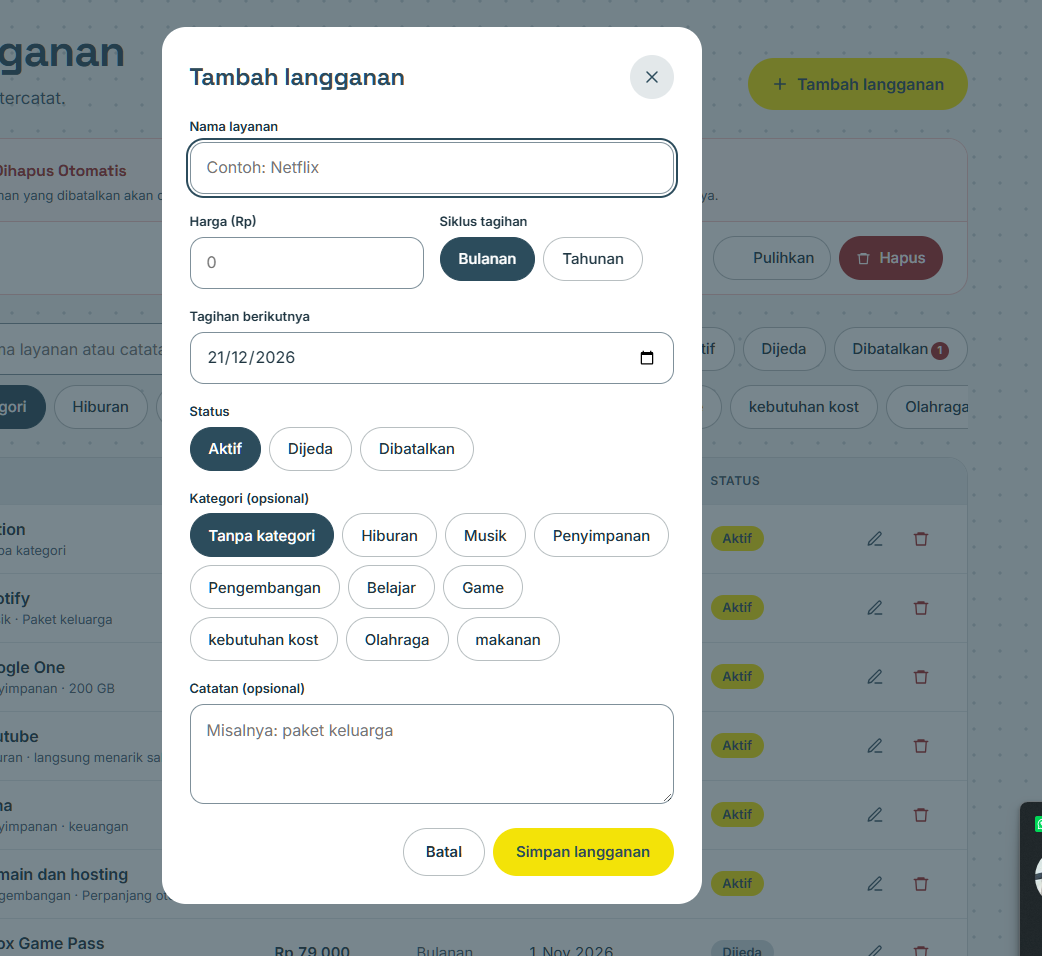 ganan
tercatat.
+ Tambah langganan
Dihapus Otomatis
nan yang dibatalkan akan
ya.
Pulihkan
Hapus
ma layanan atau catata
tif
Dijeda
Dibatalkan 1
gori
Hiburan
kebutuhan kost
Olahraga
STATUS
Tambah langganan
Nama layanan
Contoh: Netflix
Harga (Rp)
Siklus tagihan
0
Bulanan
Tahunan
Tagihan berikutnya
21/12/2026
Status
Aktif
Dijeda
Dibatalkan
Kategori (opsional)
Tanpa kategori
Hiburan
Musik
Penyimpanan
Pengembangan
Belajar
Game
kebutuhan kost
Olahraga
makanan
Catatan (opsional)
Misalnya: paket keluarga
Batal
Simpan langganan
tion
pa kategori
Aktif
otify
ik · Paket keluarga
Aktif
ogle One
yimpanan · 200 GB
Aktif
utube
uran · langsung menarik sa
Aktif
na
yimpanan · keuangan
Aktif
main dan hosting
gembangan · Perpanjang ot
Aktif
ox Game Pass
Rp 79.000
Bulanan
1 Nov 2026
Dijeda